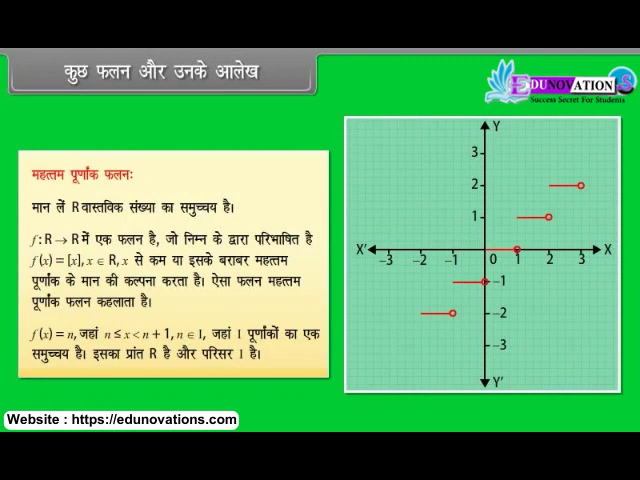 कुछ फलन और उनके आलेख
EDUNOVATIONS
Success Secret For Students
महत्तम पूर्णांक फलन:
मान लें R वास्तविक संख्या का समुच्चय है।
f : R → R में एक फलन है, जो निम्न के द्वारा परिभाषित है
f (x) = [x], x ∈ R, x से कम या इसके बराबर महत्तम
पूर्णांक के मान की कल्पना करता है। ऐसा फलन महत्तम
पूर्णांक फलन कहलाता है।
f (x) = n, जहां n ≤ x < n + 1, n ∈ I, जहां I पूर्णांकों का एक
समुच्चय है। इसका प्रांत R है और परिसर I है।
Y
3
2
1
X′ –3 –2 –1 0 1 2 3 X
–1
–2
–3
Y′
Website : https://edunovations.com